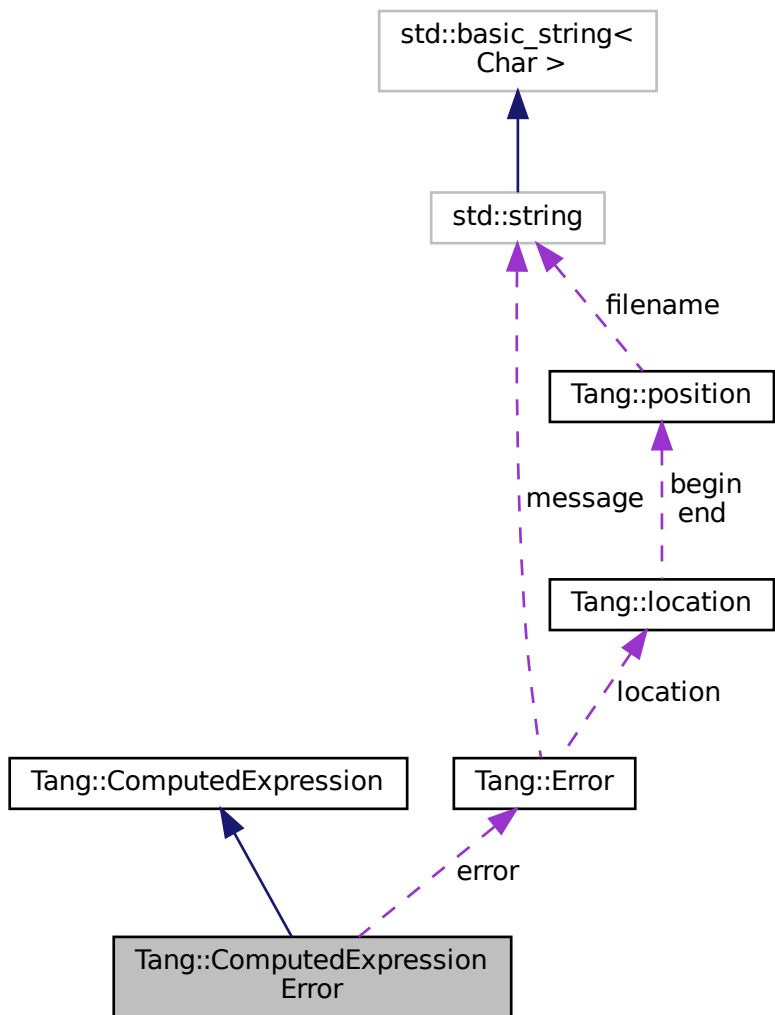 std::basic_string<
Char >
std::string
filename
Tang::position
message
begin
end
Tang::location
location
Tang::ComputedExpression
Tang::Error
error
Tang::ComputedExpression
Error